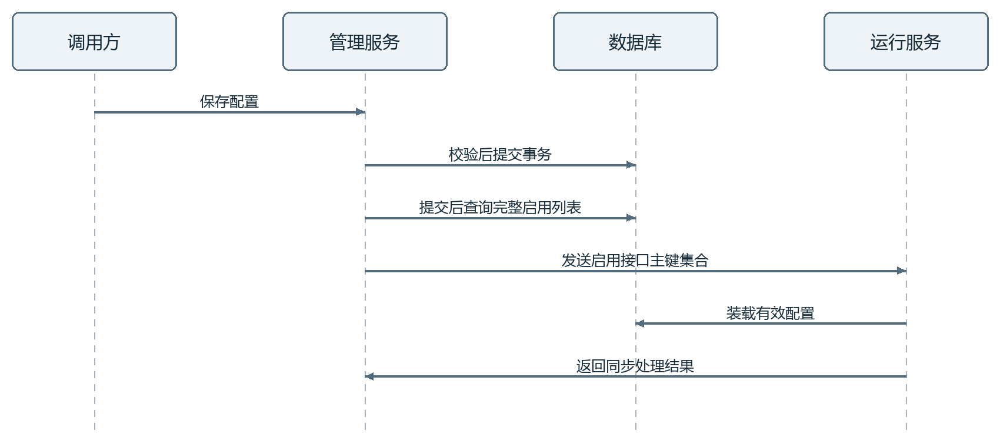 调用方
管理服务
数据库
运行服务
保存配置
校验后提交事务
提交后查询完整启用列表
发送启用接口主键集合
装载有效配置
返回同步处理结果